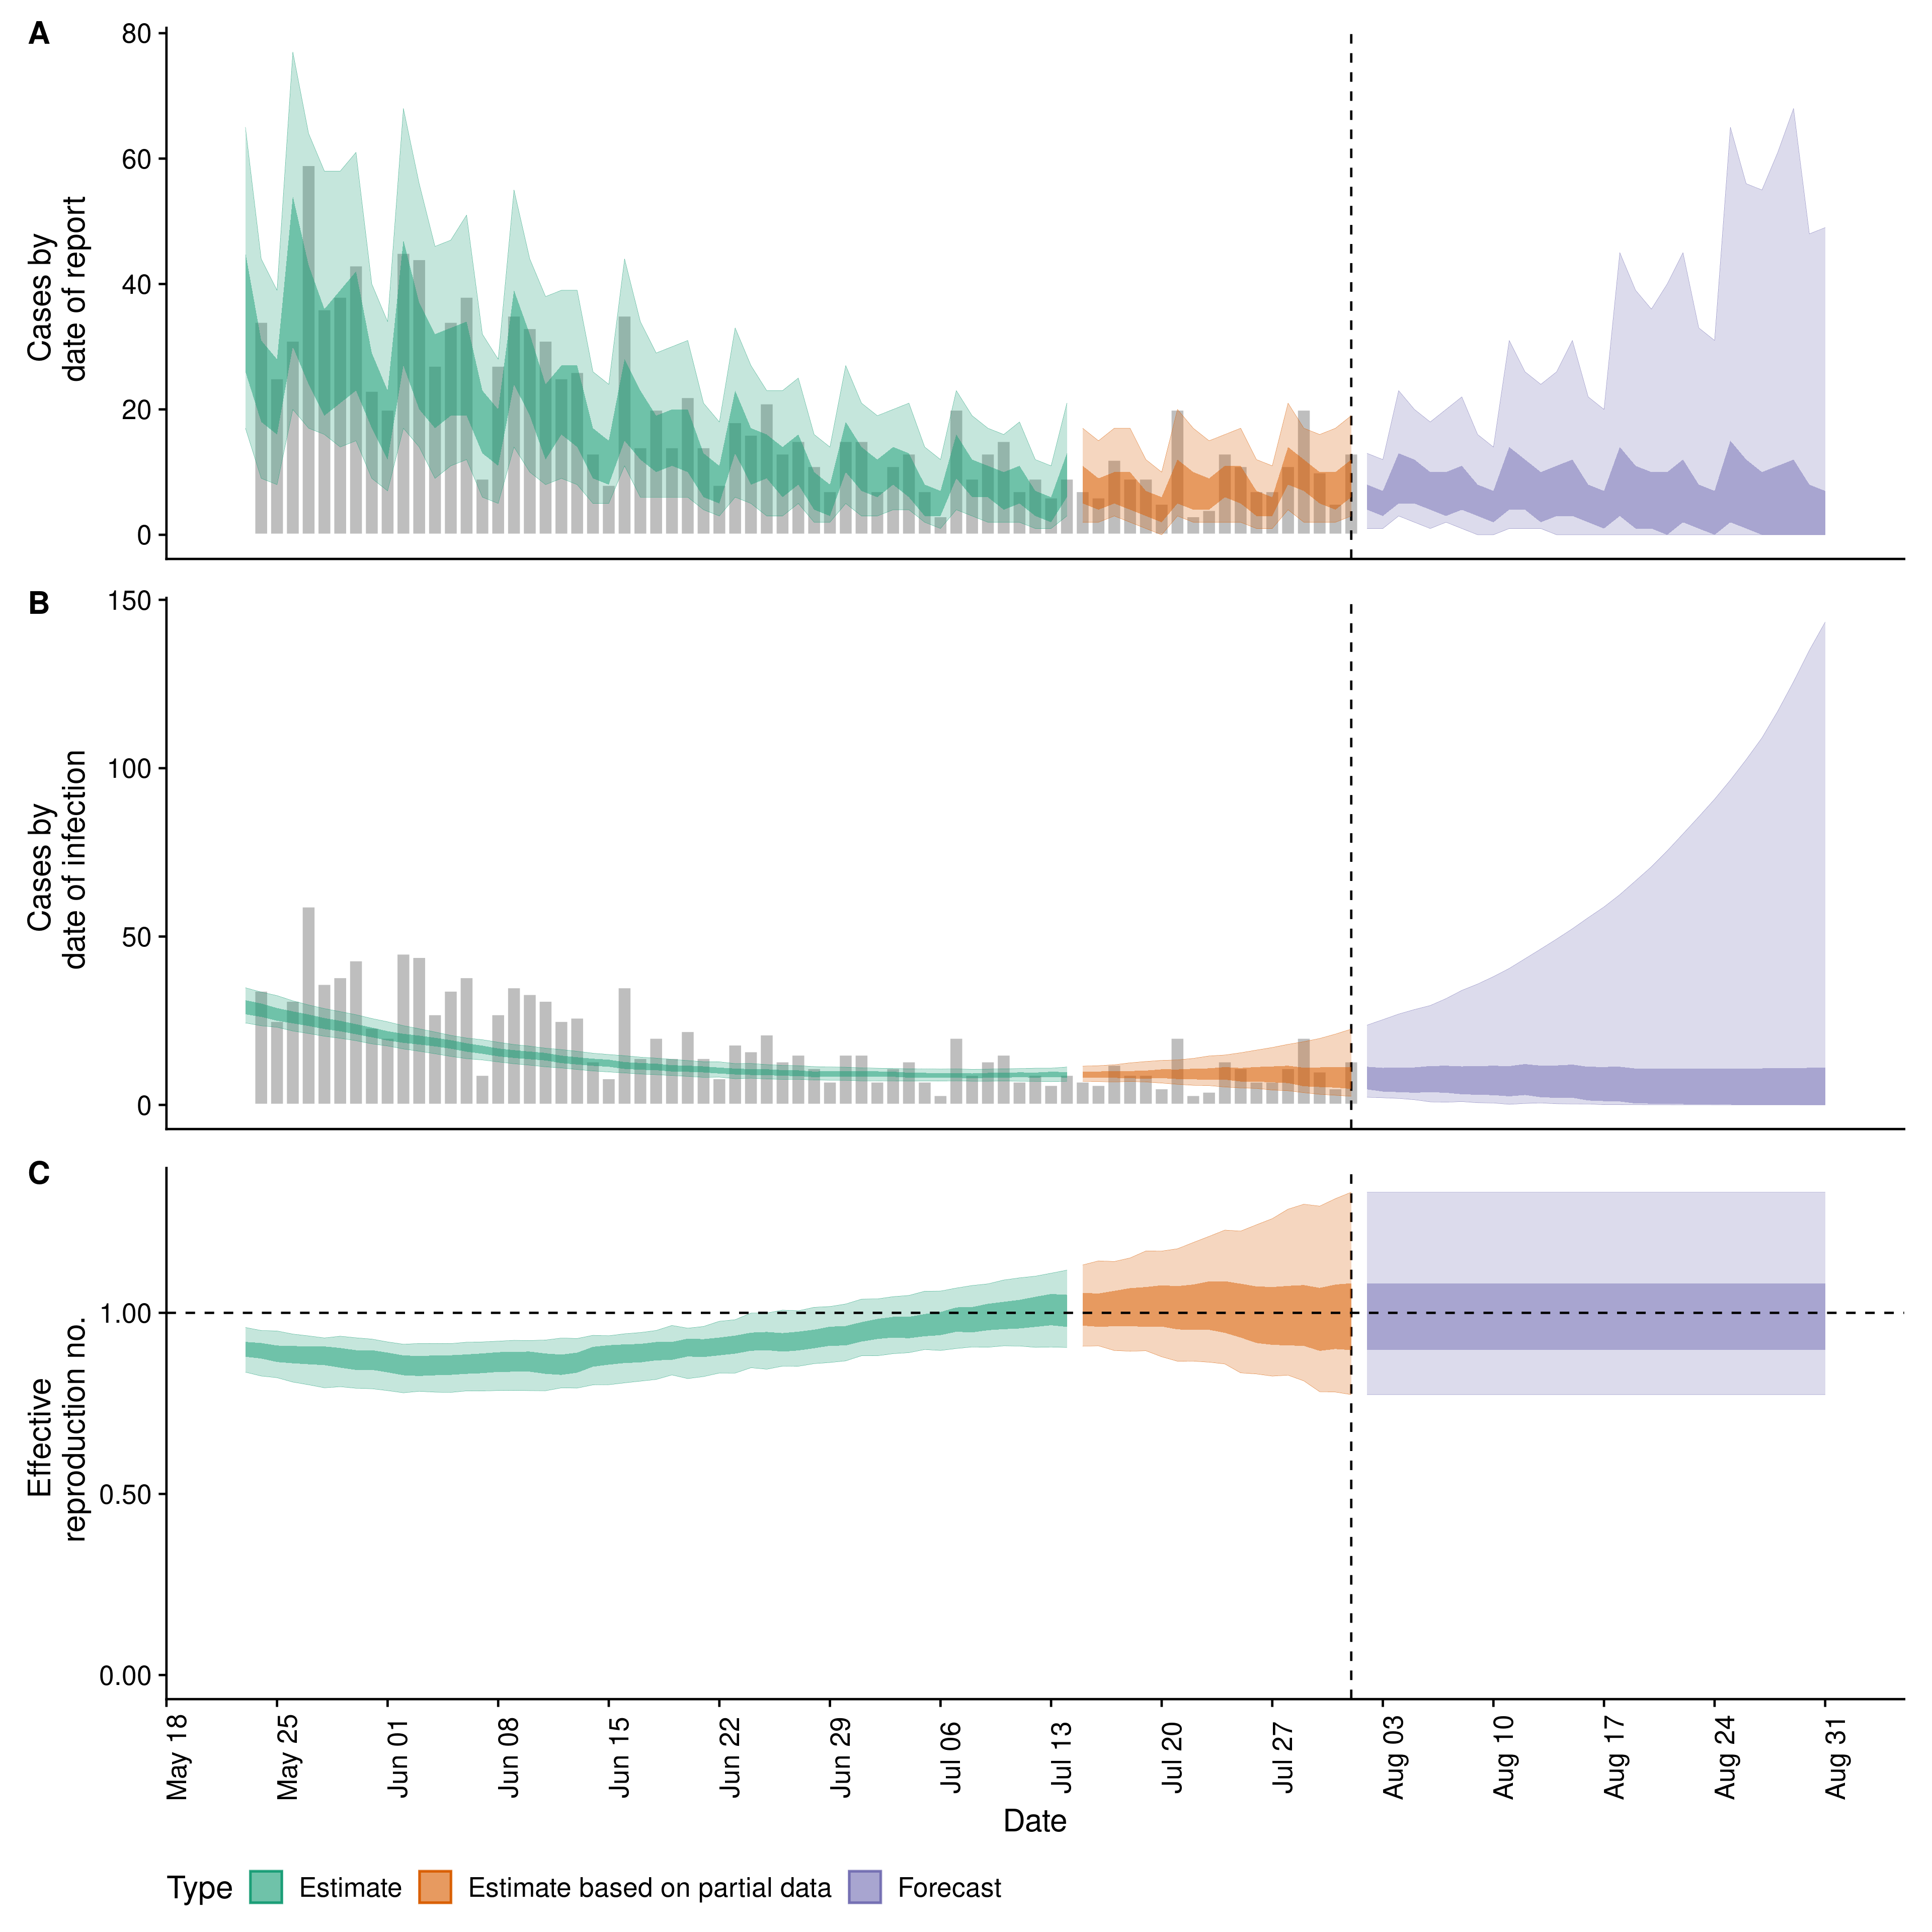 A
80
60
40
20
0
Cases by
date of report
B
150
100
50
0
Cases by
date of infection
C
1.00
0.50
0.00
Effective
reproduction no.
May 18
May 25
Jun 01
Jun 08
Jun 15
Jun 22
Jun 29
Jul 06
Jul 13
Jul 20
Jul 27
Aug 03
Aug 10
Aug 17
Aug 24
Aug 31
Date
Type Estimate Estimate based on partial data Forecast